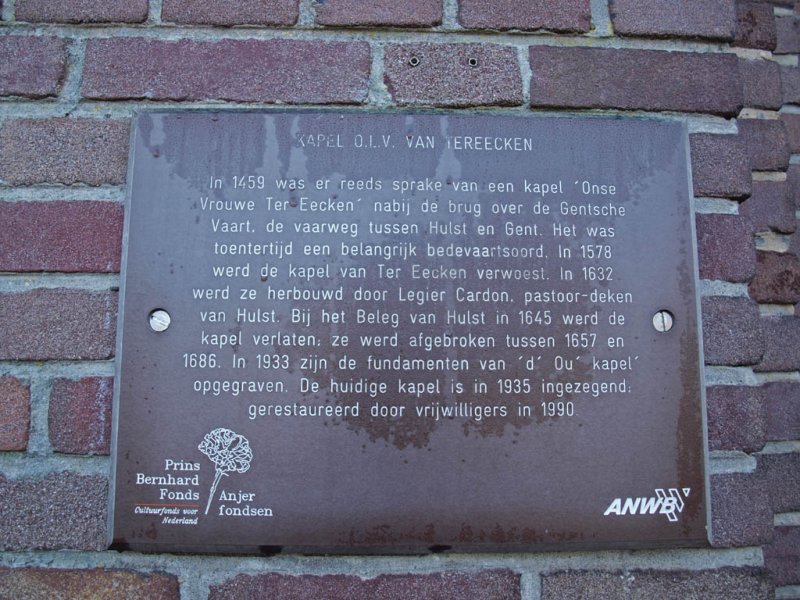 KAPEL O.L.V. VAN TEREECKEN
In 1459 was er reeds sprake van een kapel ´Onse
Vrouwe Ter Eecken´ nabij de brug over de Gentsche
Vaart, de vaarweg tussen Hulst en Gent. Het was
toentertijd een belangrijk bedevaartsoord. In 1578
werd de kapel van Ter Eecken verwoest. In 1632
werd ze herbouwd door Legier Cardon, pastoor-deken
van Hulst. Bij het Beleg van Hulst in 1645 werd de
kapel verlaten; ze werd afgebroken tussen 1657 en
1686. In 1933 zijn de fundamenten van ´d´ Ou´ kapel´
opgegraven. De huidige kapel is in 1935 ingezegend;
gerestaureerd door vrijwilligers in 1990.
Prins
Bernhard
Fonds
Cultuurfonds voor
Nederland
Anjer
fondsen
ANWB